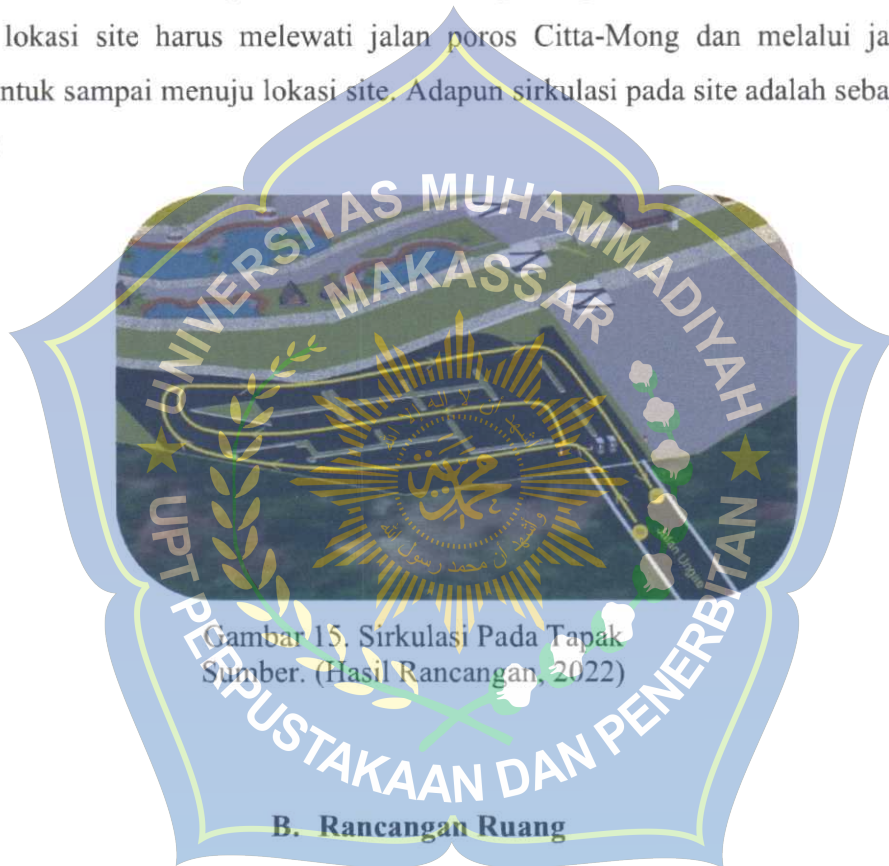 lokasi site harus melewati jalan poros Citta-Mong dan melalui ja
ntuk sampai menuju lokasi site. Adapun sirkulasi pada site adalah seba
UNIVERSITAS MUHAMMADIYAH
MAKASSAR
Jalan
Gambar 15. Sirkulasi Pada Tapak
Sumber. (Hasil Rancangan, 2022)
UPT PERPUSTAKAAN DAN PENERBITAN
B. Rancangan Ruang